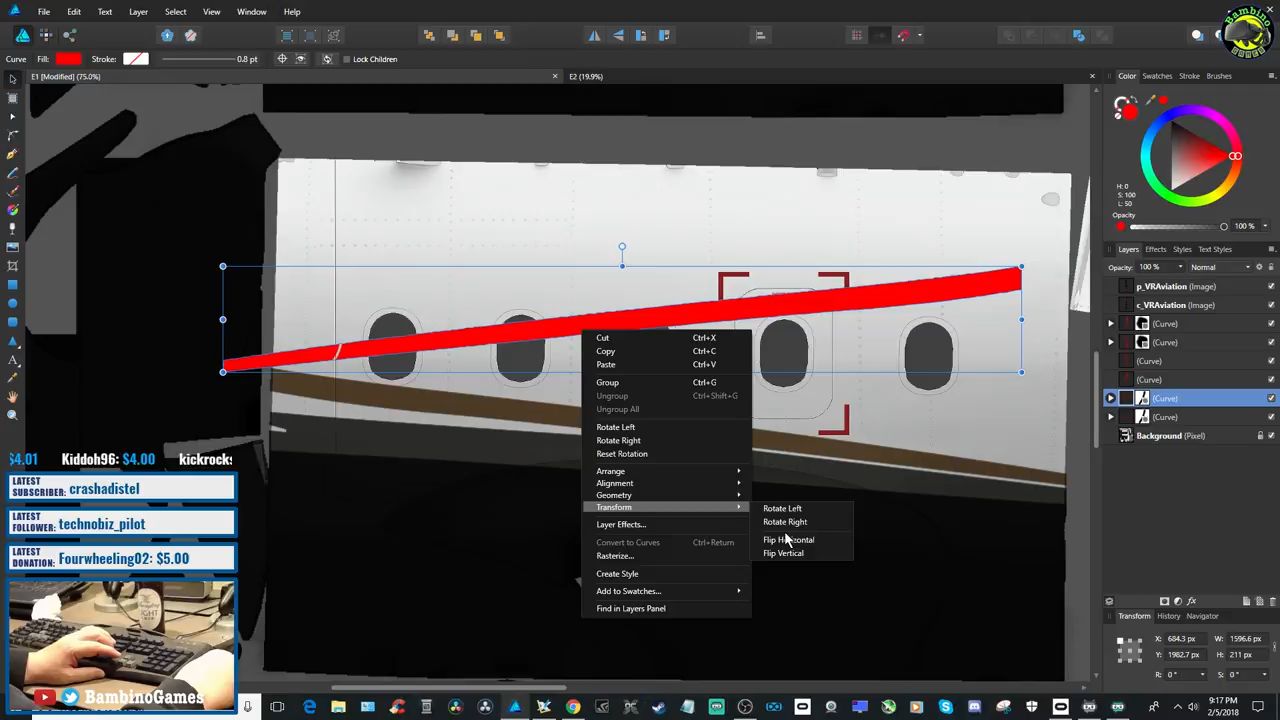 File Edit Text Layer Select View Window Help
Bambino
GAMES
Curve Fill: Stroke: 0.8 pt Lock Children
E1 [Modified] (75.0%) × E2 (19.9%) ×
Color Swatches Stroke Brushes
H: 0
S: 100
L: 50
Opacity
100 %
Layers Effects Styles Text Styles
Opacity: 100 % Normal
p_VRAviation (Image)
c_VRAviation (Image)
(Curve)
(Curve)
(Curve)
(Curve)
(Curve)
(Curve)
Background (Pixel)
Cut Ctrl+X
Copy Ctrl+C
Paste Ctrl+V
Group Ctrl+G
Ungroup Ctrl+Shift+G
Ungroup All
Rotate Left
Rotate Right
Reset Rotation
Arrange
Alignment
Geometry
Transform
Layer Effects...
Convert to Curves Ctrl+Return
Rasterize...
Create Style
Add to Swatches...
Find in Layers Panel
Rotate Left
Rotate Right
Flip Horizontal
Flip Vertical
$4.01 Kiddoh96: $4.00 kickrocks
LATEST
SUBSCRIBER: crashadistel
LATEST
FOLLOWER: technobiz_pilot
LATEST
DONATION: Fourwheeling02: $5.00
BambinoGames
Transform History Navigator
X: 684.3 px W: 1596.6 px
Y: 1982.7 px H: 211 px
R: 0 ° S: 0 °
9:17 PM
2/5/2018